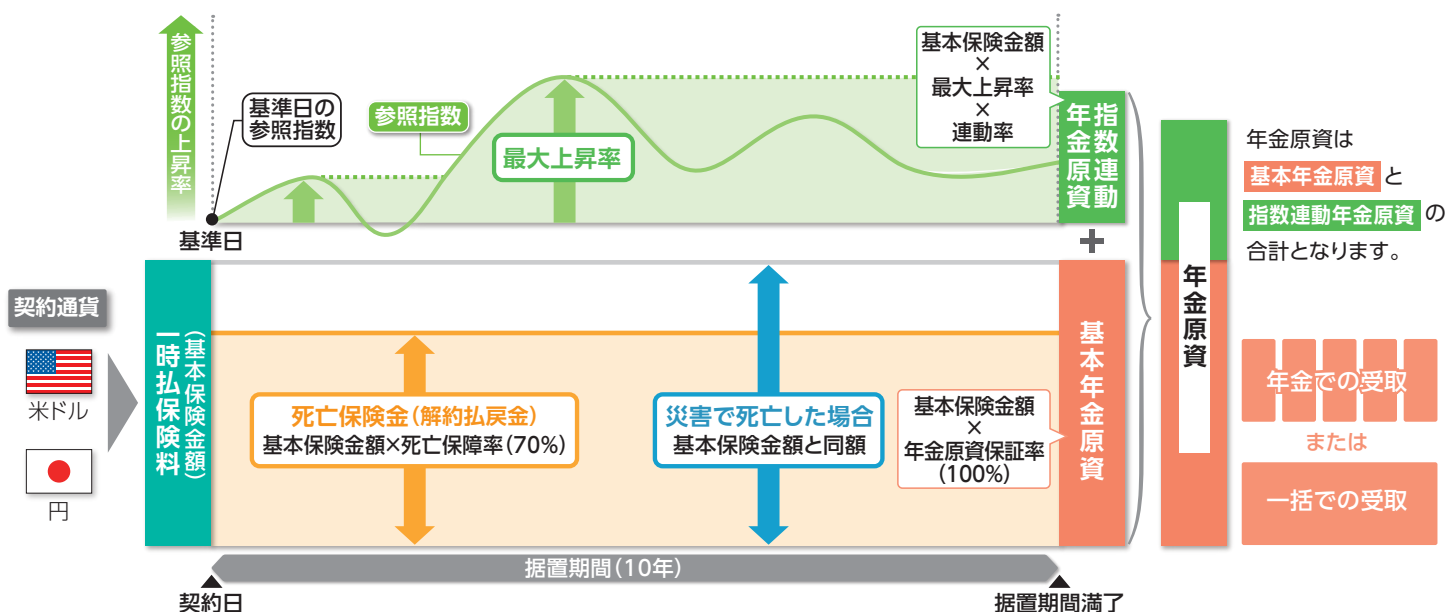 参照指数の上昇率
基準日の
参照指数
参照指数
最大上昇率
基本保険金額
×
最大上昇率
×
連動率
指数連動
年金原資
基準日
+
年金原資は
基本年金原資 と
指数連動年金原資 の
合計となります。
契約通貨
米ドル
円
一時払保険料
(基本保険金額)
死亡保険金(解約払戻金)
基本保険金額×死亡保障率(70%)
災害で死亡した場合
基本保険金額と同額
基本保険金額
×
年金原資保証率
(100%)
基本年金原資
年金原資
年金での受取
または
一括での受取
据置期間(10年)
契約日
据置期間満了